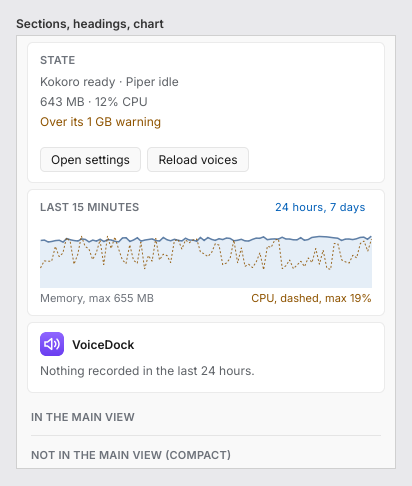 Sections, headings, chart
STATE
Kokoro ready · Piper idle
643 MB · 12% CPU
Over its 1 GB warning
Open settings
Reload voices
LAST 15 MINUTES
24 hours, 7 days
Memory, max 655 MB
CPU, dashed, max 19%
VoiceDock
Nothing recorded in the last 24 hours.
IN THE MAIN VIEW
NOT IN THE MAIN VIEW (COMPACT)